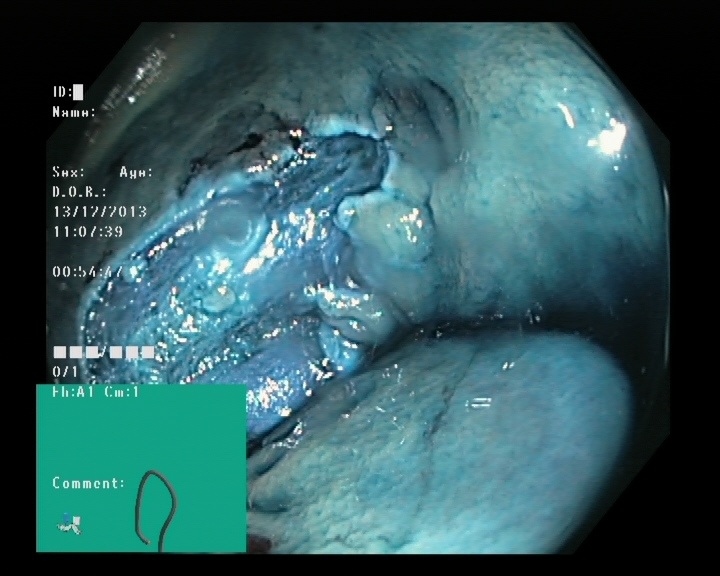 ID:
Name:
Sex: Age:
D.O.B.:
13/12/2013
11:07:39
00:54:47
■■■/■■■
0/1
Eh:A1 Cm:1
Comment: